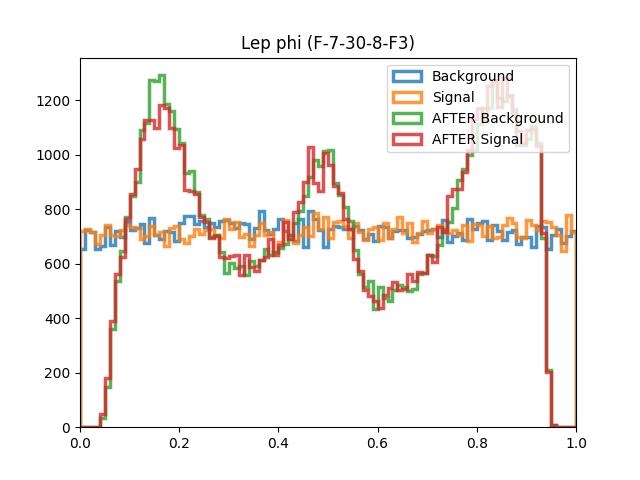 Lep phi (F-7-30-8-F3)
Background
Signal
AFTER Background
AFTER Signal
1200
1000
800
600
400
200
0
0.0 0.2 0.4 0.6 0.8 1.0